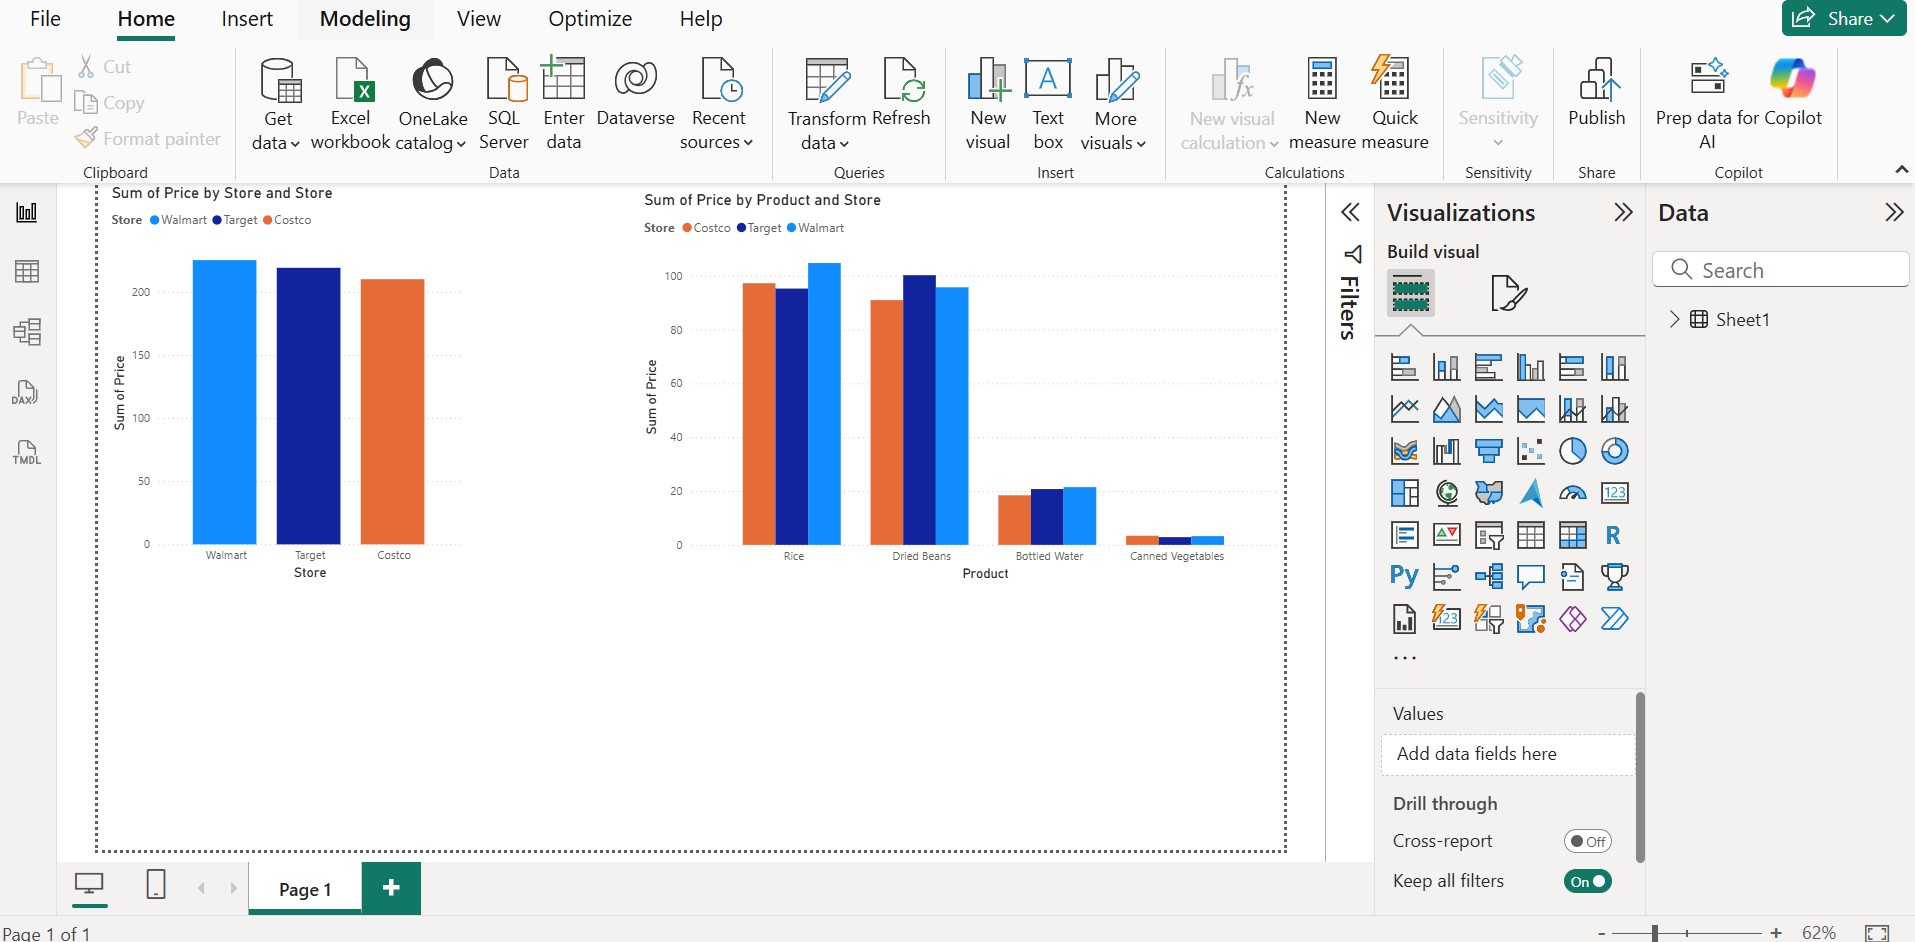 File Home Insert Modeling View Optimize Help Share
Paste
Cut
Copy
Format painter
Clipboard
Get data
Excel workbook
OneLake catalog
SQL Server
Enter data
Dataverse
Recent sources
Data
Transform data
Refresh
Queries
New visual
Text box
More visuals
Insert
New visual calculation
New measure
Quick measure
Calculations
Sensitivity
Sensitivity
Publish
Share
Prep data for AI
Copilot
Copilot
DAX
TMDL
Sum of Price by Store and Store
Store Walmart Target Costco
Sum of Price
200
150
100
50
0
Walmart Target Costco
Store
Sum of Price by Product and Store
Store Costco Target Walmart
Sum of Price
100
80
60
40
20
0
Rice Dried Beans Bottled Water Canned Vegetables
Product
Filters
Visualizations
Build visual
123
R
Py
123
...
Values
Add data fields here
Drill through
Cross-report Off
Keep all filters On
Data
Search
Sheet1
Page 1 +
Page 1 of 1
- + 62%